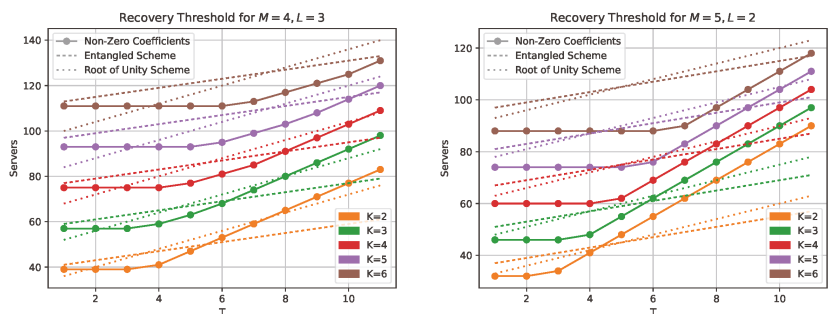 Recovery Threshold for M = 4, L = 3
140
120
100
80
60
40
Servers
Non-Zero Coefficients
Entangled Scheme
Root of Unity Scheme
K=2
K=3
K=4
K=5
K=6
2
4
6
8
10
T
Recovery Threshold for M = 5, L = 2
120
100
80
60
40
Servers
Non-Zero Coefficients
Entangled Scheme
Root of Unity Scheme
K=2
K=3
K=4
K=5
K=6
2
4
6
8
10
T